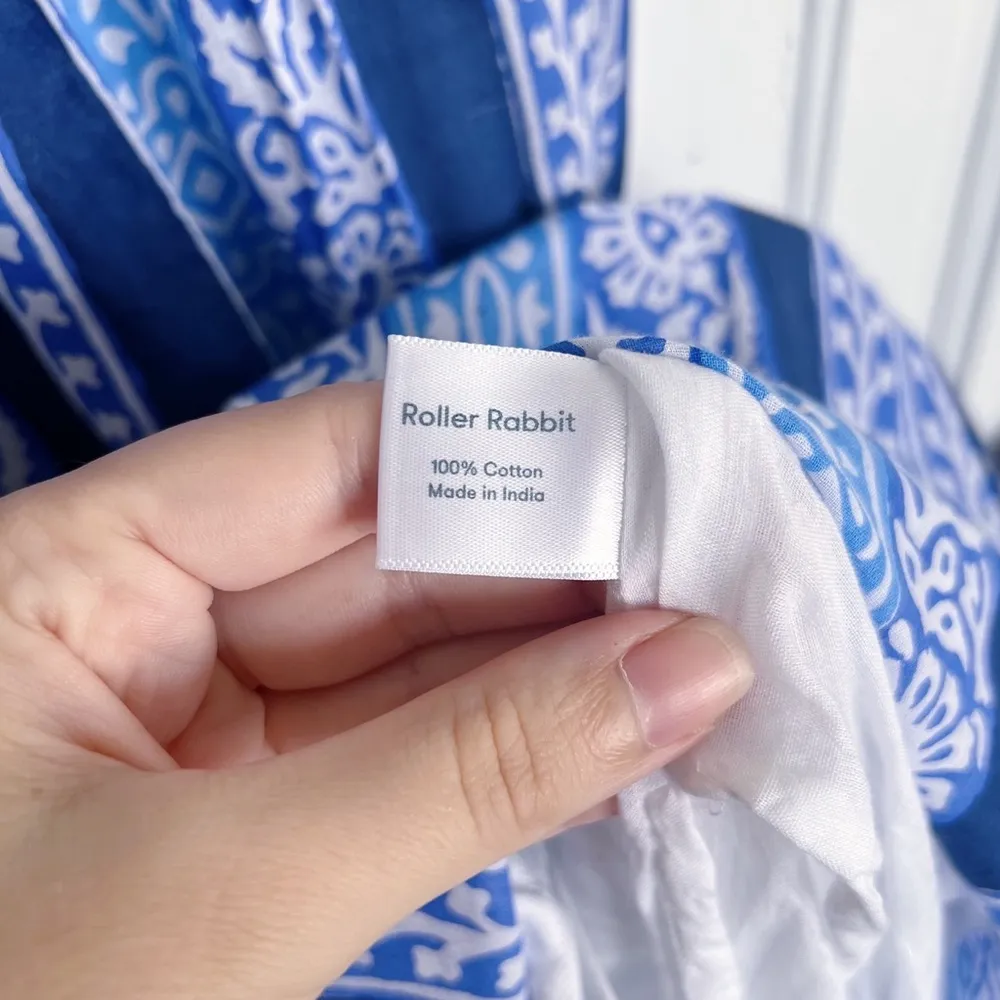 Roller Rabbit
100% Cotton
Made in India